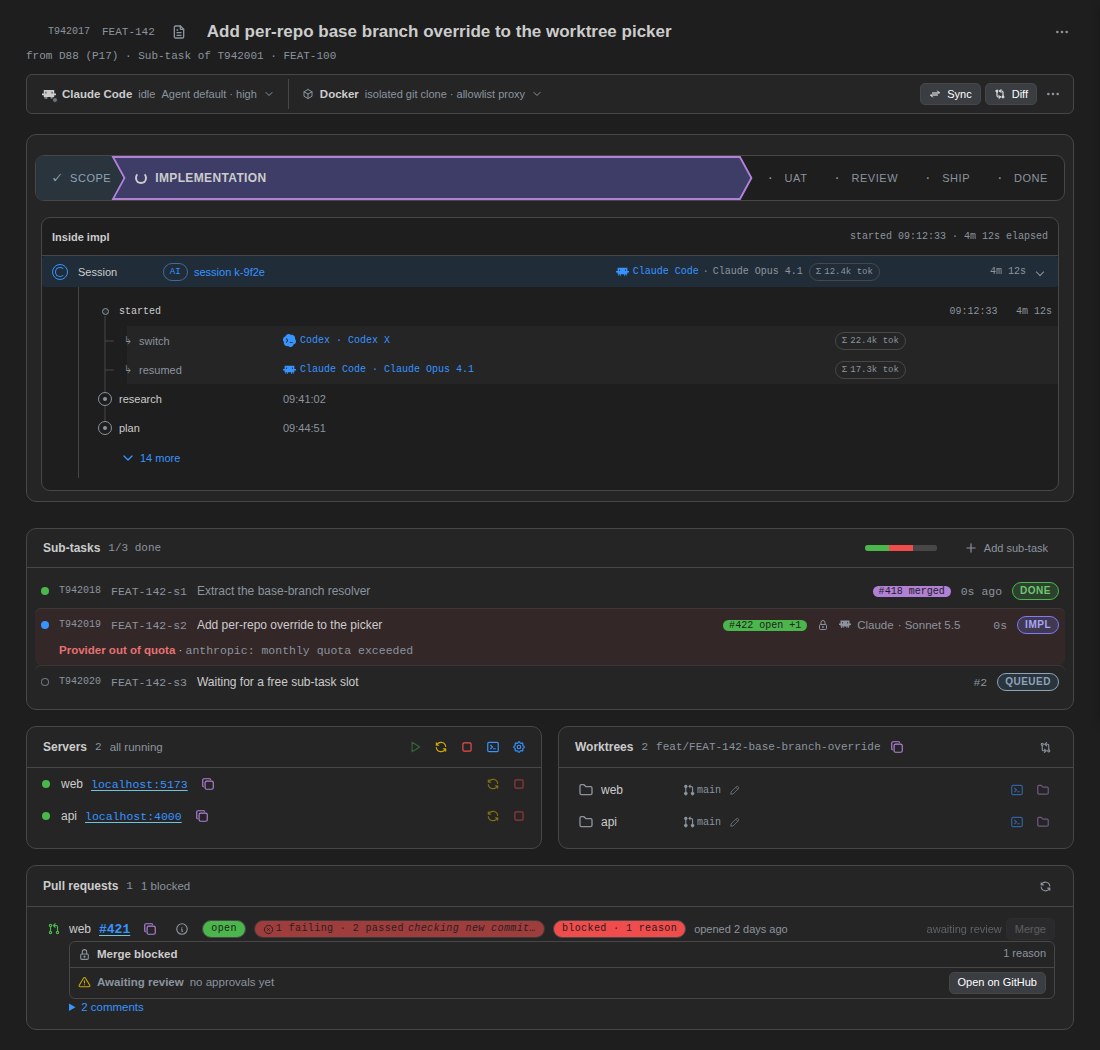 T942017 FEAT-142 Add per-repo base branch override to the worktree picker
from D88 (P17) · Sub-task of T942001 · FEAT-100
Claude Code idle Agent default · high Docker isolated git clone · allowlist proxy Sync Diff
SCOPE IMPLEMENTATION · UAT · REVIEW · SHIP · DONE
Inside impl started 09:12:33 · 4m 12s elapsed
Session AI session k-9f2e Claude Code · Claude Opus 4.1 Σ 12.4k tok 4m 12s
started 09:12:33 4m 12s
↳ switch Codex · Codex X Σ 22.4k tok
↳ resumed Claude Code · Claude Opus 4.1 Σ 17.3k tok
research 09:41:02
plan 09:44:51
14 more
Sub-tasks 1/3 done Add sub-task
T942018 FEAT-142-s1 Extract the base-branch resolver #418 merged 0s ago DONE
T942019 FEAT-142-s2 Add per-repo override to the picker #422 open +1 Claude · Sonnet 5.5 0s IMPL
Provider out of quota · anthropic: monthly quota exceeded
T942020 FEAT-142-s3 Waiting for a free sub-task slot #2 QUEUED
Servers 2 all running
web localhost:5173
api localhost:4000
Worktrees 2 feat/FEAT-142-base-branch-override
web main
api main
Pull requests 1 1 blocked
web #421 open 1 failing · 2 passed checking new commit… blocked · 1 reason opened 2 days ago awaiting review Merge
Merge blocked 1 reason
Awaiting review no approvals yet Open on GitHub
2 comments